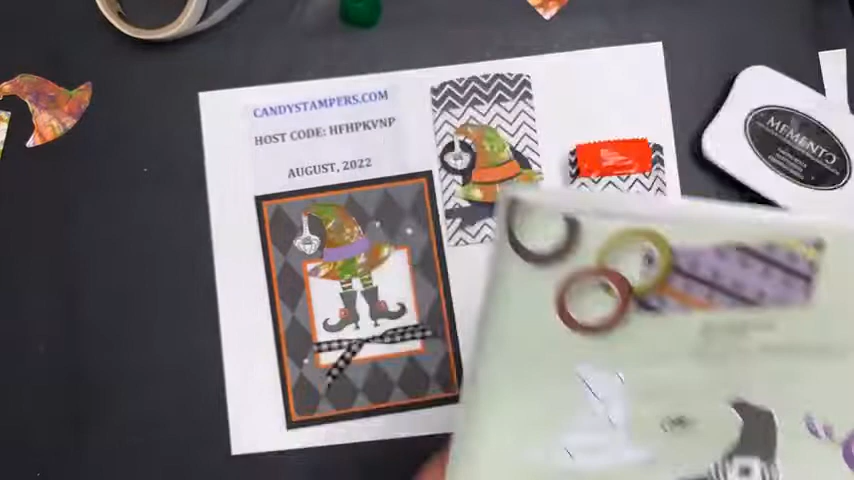 CANDYSTAMPERS.COM
HOST CODE: HFHPKVNP
AUGUST, 2022
MEMENTO